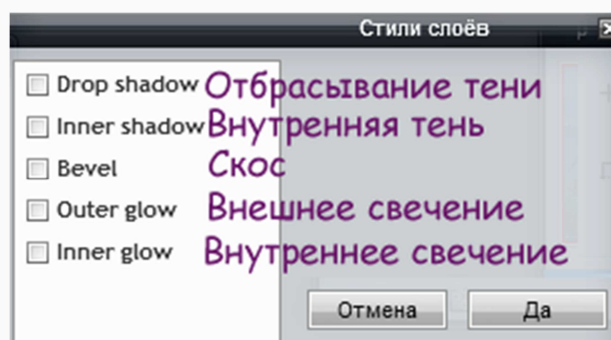 Стили слоёв
Drop shadow Отбрасывание тени
Inner shadow Внутренняя тень
Bevel Скос
Outer glow Внешнее свечение
Inner glow Внутреннее свечение
Отмена Да